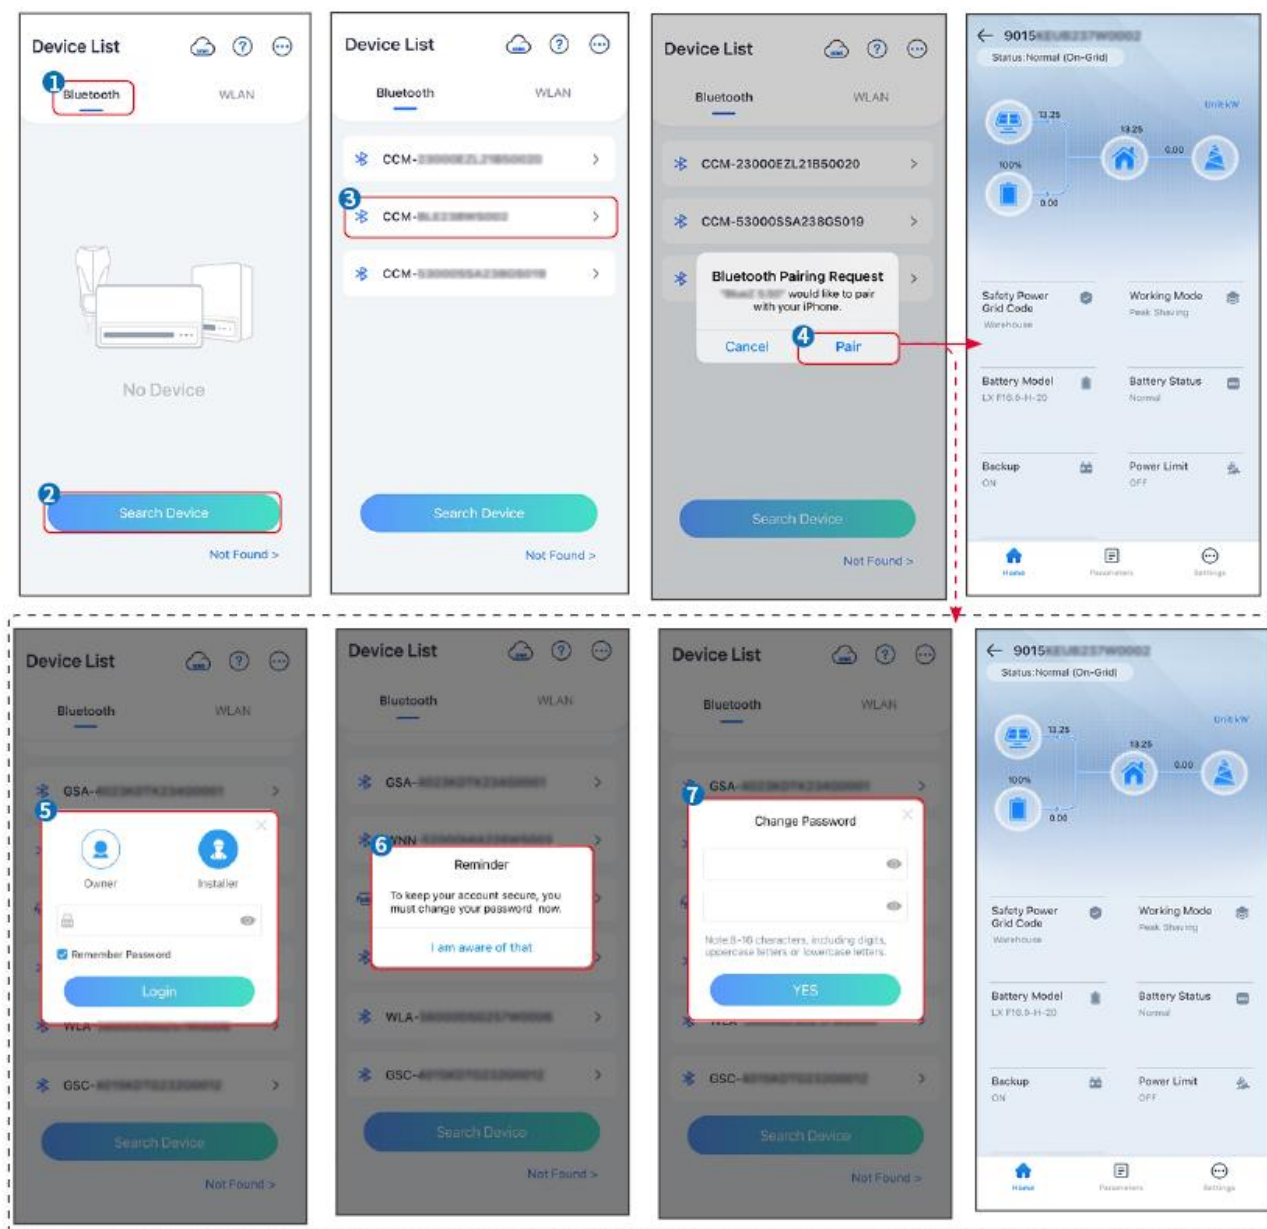 Device List
1
Bluetooth
WLAN
No Device
2
Search Device
Not Found >
Device List
Bluetooth
WLAN
CCM-
3
CCM-
CCM-
Search Device
Not Found >
Device List
Bluetooth
WLAN
CCM-23000EZL21BS0020
CCM-53000SSA238GS019
Bluetooth Pairing Request
would like to pair
with your iPhone.
Cancel
4
Pair
Search Device
Not Found >
9015
Status:Normal (On-Grid)
Unit:kW
13.25
13.25
0.00
100%
0.00
Safety Power
Grid Code
Warehouse
Working Mode
Peak Shaving
Battery Model
LX F16.0-H-20
Battery Status
Normal
Backup
ON
Power Limit
OFF
Home
Parameters
Settings
Device List
Bluetooth
WLAN
GSA-
5
Owner
Installer
Remember Password
Login
WLA-
GSC-
Search Device
Not Found >
Device List
Bluetooth
WLAN
GSA-
WNN
6
Reminder
To keep your account secure, you
must change your password now.
I am aware of that
WLA-
GSC-
Search Device
Not Found >
Device List
Bluetooth
WLAN
GSA-
7
Change Password
Note:8-16 characters, including digits,
uppercase letters or lowercase letters.
YES
GSC-
Search Device
Not Found >
9015
Status:Normal (On-Grid)
Unit:kW
13.25
13.25
0.00
100%
0.00
Safety Power
Grid Code
Warehouse
Working Mode
Peak Shaving
Battery Model
LX F16.0-H-20
Battery Status
Normal
Backup
ON
Power Limit
OFF
Home
Parameters
Settings